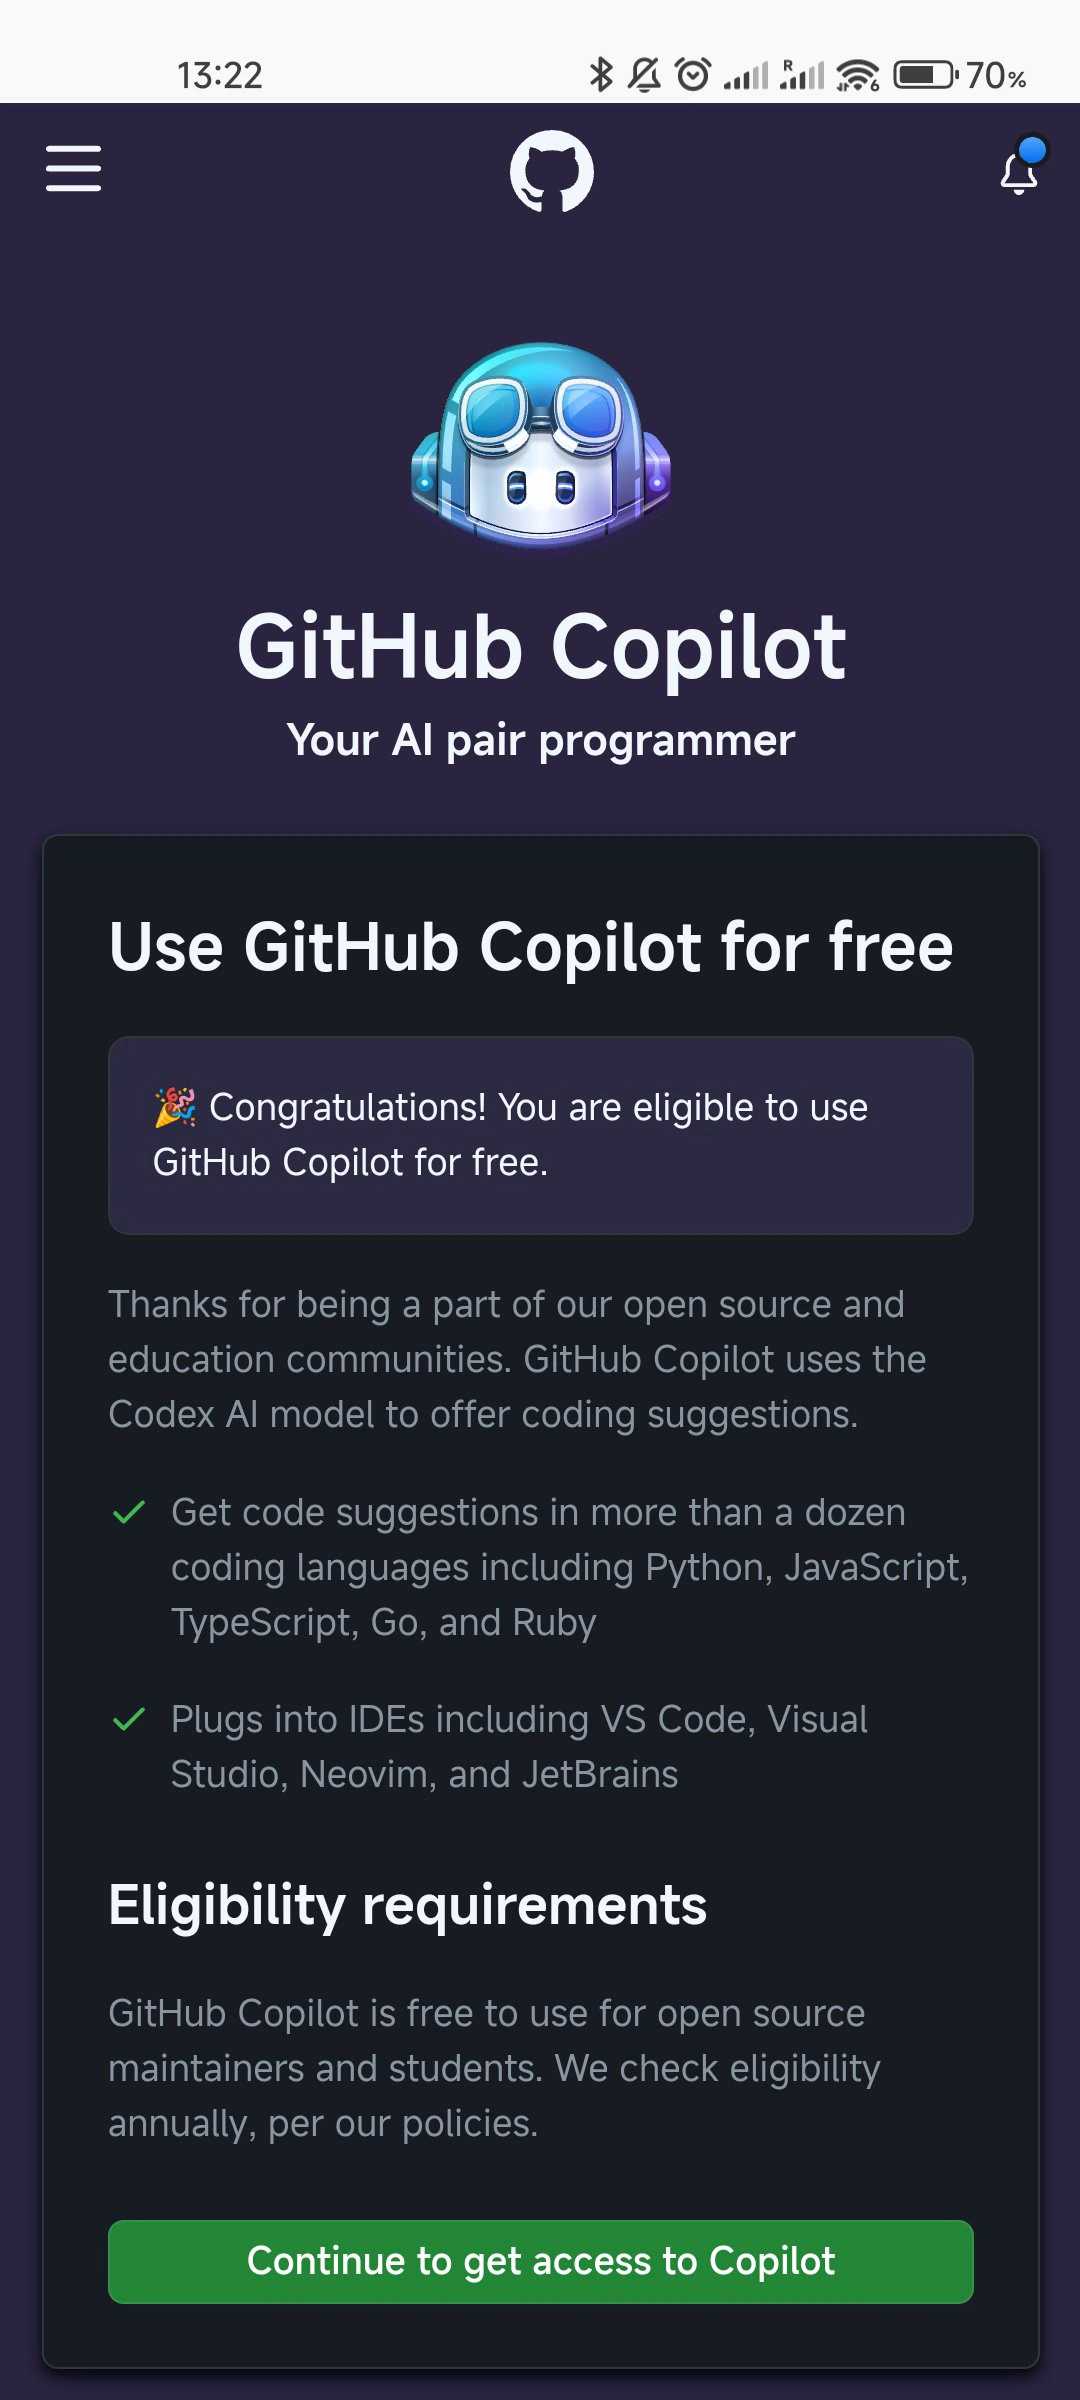 13:22
R
6
70%
GitHub Copilot
Your AI pair programmer
Use GitHub Copilot for free
🎉 Congratulations! You are eligible to use
GitHub Copilot for free.
Thanks for being a part of our open source and
education communities. GitHub Copilot uses the
Codex AI model to offer coding suggestions.
Get code suggestions in more than a dozen
coding languages including Python, JavaScript,
TypeScript, Go, and Ruby
Plugs into IDEs including VS Code, Visual
Studio, Neovim, and JetBrains
Eligibility requirements
GitHub Copilot is free to use for open source
maintainers and students. We check eligibility
annually, per our policies.
Continue to get access to Copilot